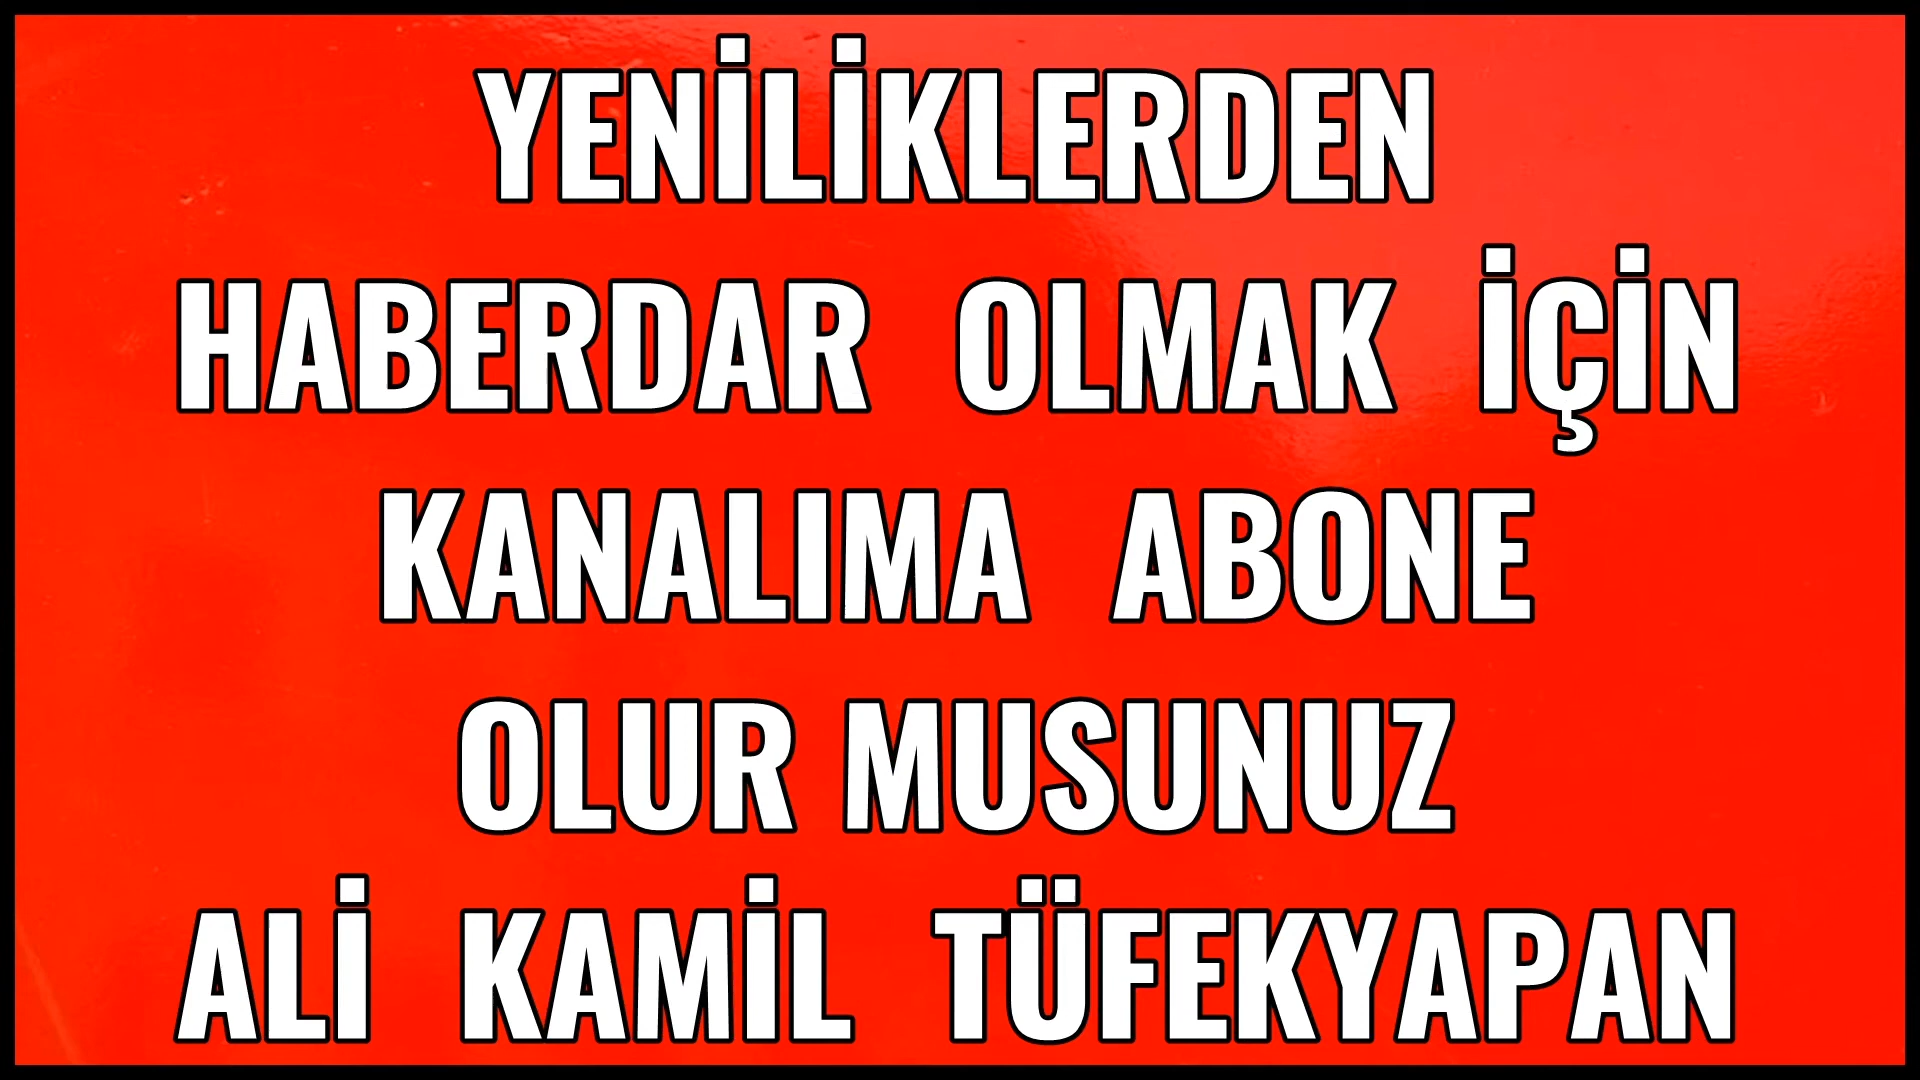 YENİLİKLERDEN
HABERDAR OLMAK İÇİN
KANALIMA ABONE
OLUR MUSUNUZ
ALİ KAMİL TÜFEKYAPAN